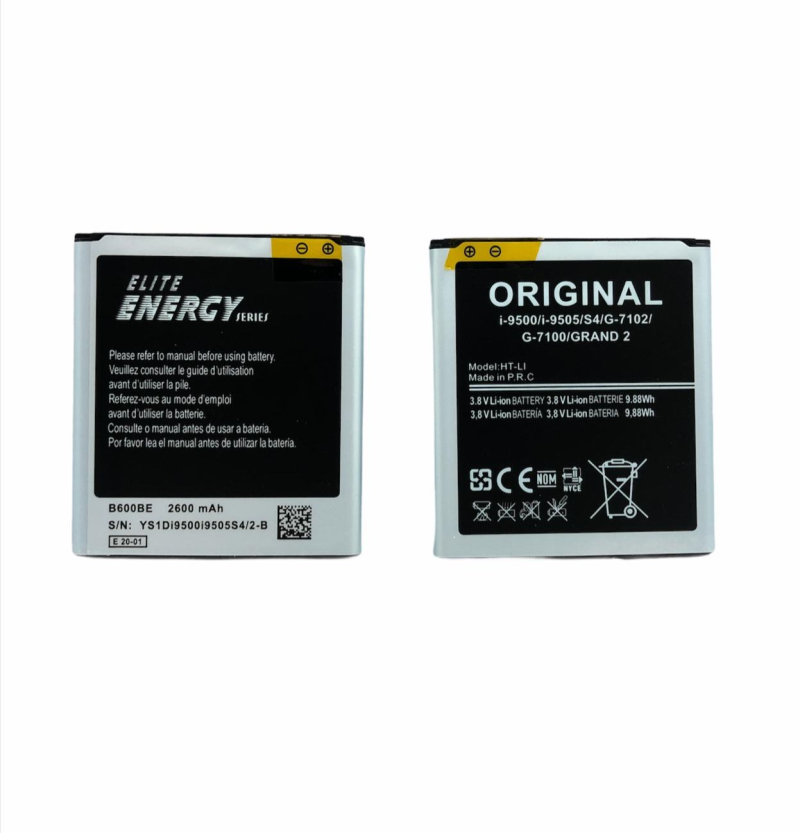 ELITE
ENERGY SERIES
Please refer to manual before using battery.
Veuillez consulter le guide d'utilisation
avant d'utiliser la pile.
Referez-vous au mode d'emploi
avant d'utiliser la batterie.
Consulte o manual antes de usar a bateria.
Por favor lea el manual antes de utilizar la batería.
B600BE 2600 mAh
S/N: YS1Di9500i9505S4/2-B
E 20-01
ORIGINAL
i-9500/i-9505/S4/G-7102/
G-7100/GRAND 2
Model:HT-LI
Made in P.R.C
3.8 V Li-ion BATTERY 3.8 V Li-ion BATTERIE 9.88Wh
3,8 V Li-ion BATERÍA 3,8 V Li-ion BATERIA 9,88Wh
CE NOM NYCE